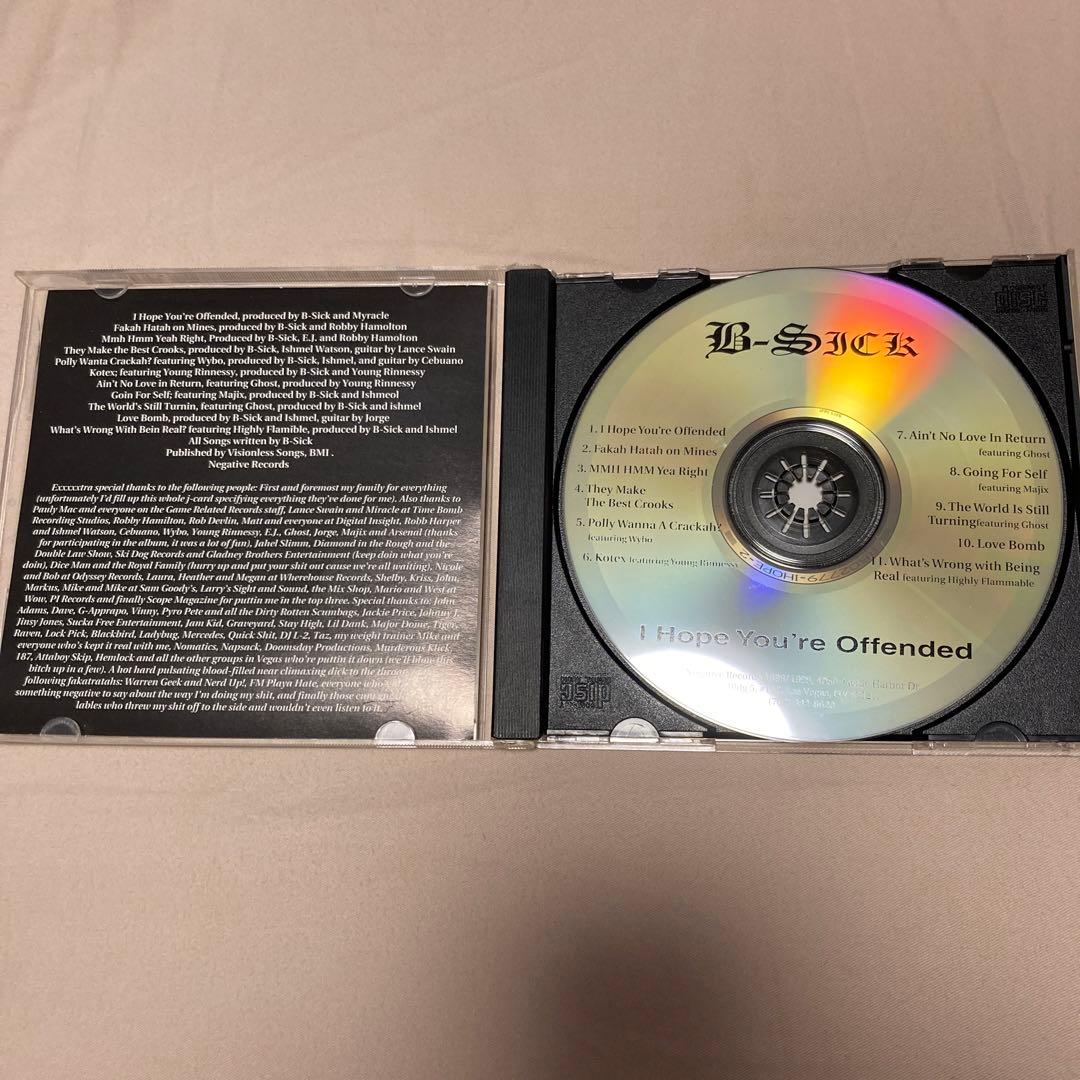 I Hope You're Offended, produced by B-Sick and Myracle
Fakah Hatah on Mines, produced by B-Sick and Robby Hamolton
Mmh Hmm Yeah Right, Produced by B-Sick, E.J. and Robby Hamolton
They Make the Best Crooks, produced by B-Sick, Ishmel Watson, guitar by Lance Swain
Polly Wanta Crackah? featuring Wybo, produced by B-Sick, Ishmel, and guitar by Cebuano
Kotex; featuring Young Rinnessy, produced by B-Sick and Young Rinnessy
Ain't No Love in Return, featuring Ghost, produced by Young Rinnessy
Goin For Self; featuring Majix, produced by B-Sick and Ishmeol
The World's Still Turnin, featuring Ghost, produced by B-Sick and ishmel
Love Bomb, produced by B-Sick and Ishmel, guitar by Jorge
What's Wrong With Bein Real? featuring Highly Flamible, produced by B-Sick and Ishmel
All Songs written by B-Sick
Published by Visionless Songs, BMI .
Negative Records
Exxxxxtra special thanks to the following people: First and foremost my family for everything
(unfortunately I'd fill up this whole j-card specifying everything they've done for me). Also thanks to
Pauly Mac and everyone on the Game Related Records staff, Lance Swain and Miracle at Time Bomb
Recording Studios, Robby Hamilton, Rob Devlin, Matt and everyone at Digital Insight, Robb Harper
and Ishmel Watson, Cebuano, Wybo, Young Rinnessy, E.J., Ghost, Jorge, Majix and Arsenal (thanks
for participating in the album, it was a lot of fun), Jahel Slimm, Diamond in the Rough and the
Double Law Show, Ski Dog Records and Gladney Brothers Entertainment (keep doin what you're
doin), Dice Man and the Royal Family (hurry up and put your shit out cause we're all waiting), Nicole
and Bob at Odyssey Records, Laura, Heather and Megan at Wherehouse Records, Shelby, Kriss, John,
Markus, Mike and Mike at Sam Goody's, Larry's Sight and Sound, the Mix Shop, Mario and West at
Wow, PI Records and finally Scope Magazine for puttin me in the top three. Special thanks to: John
Adams, Dave, G-Apprapo, Vinny, Pyro Pete and all the Dirty Rotten Scumbags, Jackie Price, Johnny J,
Jinsy Jones, Sucka Free Entertainment, Jam Kid, Graveyard, Stay High, Lil Dank, Major Dome, Tiger,
Raven, Lock Pick, Blackbird, Ladybug, Mercedes, Quick Shit, DJ L-2, Taz, my weight trainer Mike and
everyone who's kept it real with me, Nomatics, Napsack, Doomsday Productions, Murderous Klick,
187, Attaboy Skip, Hemlock and all the other groups in Vegas who're puttin it down (we'll blow this
bitch up in a few). A hot hard pulsating blood-filled near climaxing dick to the throat
following fakatratahs: Warren Geek and Nerd Up!, FM Playa Hate, everyone who
something negative to say about the way I'm doing my shit, and finally those
lables who threw my shit off to the side and wouldn't even listen to it.
B-SICK
1. I Hope You're Offended
2. Fakah Hatah on Mines
3. MMH HMM Yea Right
4. They Make
The Best Crooks
5. Polly Wanna A Crackah?
featuring Wybo
6. Kotex featuring Young Rinnessy
7. Ain't No Love In Return
featuring Ghost
8. Going For Self
featuring Majix
9. The World Is Still
Turning featuring Ghost
10. Love Bomb
11. What's Wrong with Being
Real featuring Highly Flammable
IHOPE-2
I Hope You're Offended
Negative Records
Las Vegas,
DISC
DISC